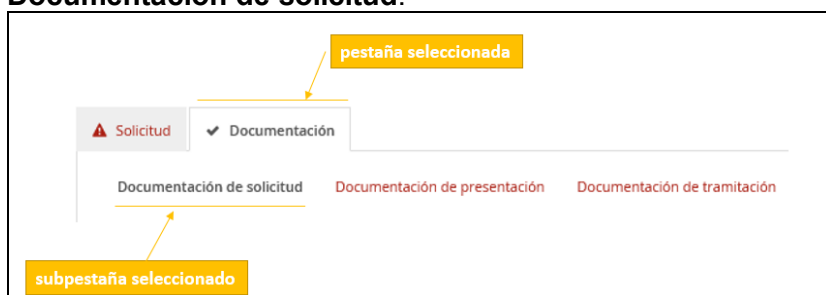 Documentación de solicitud.
pestaña seleccionada
Solicitud Documentación
Documentación de solicitud Documentación de presentación Documentación de tramitación
subpestaña seleccionado